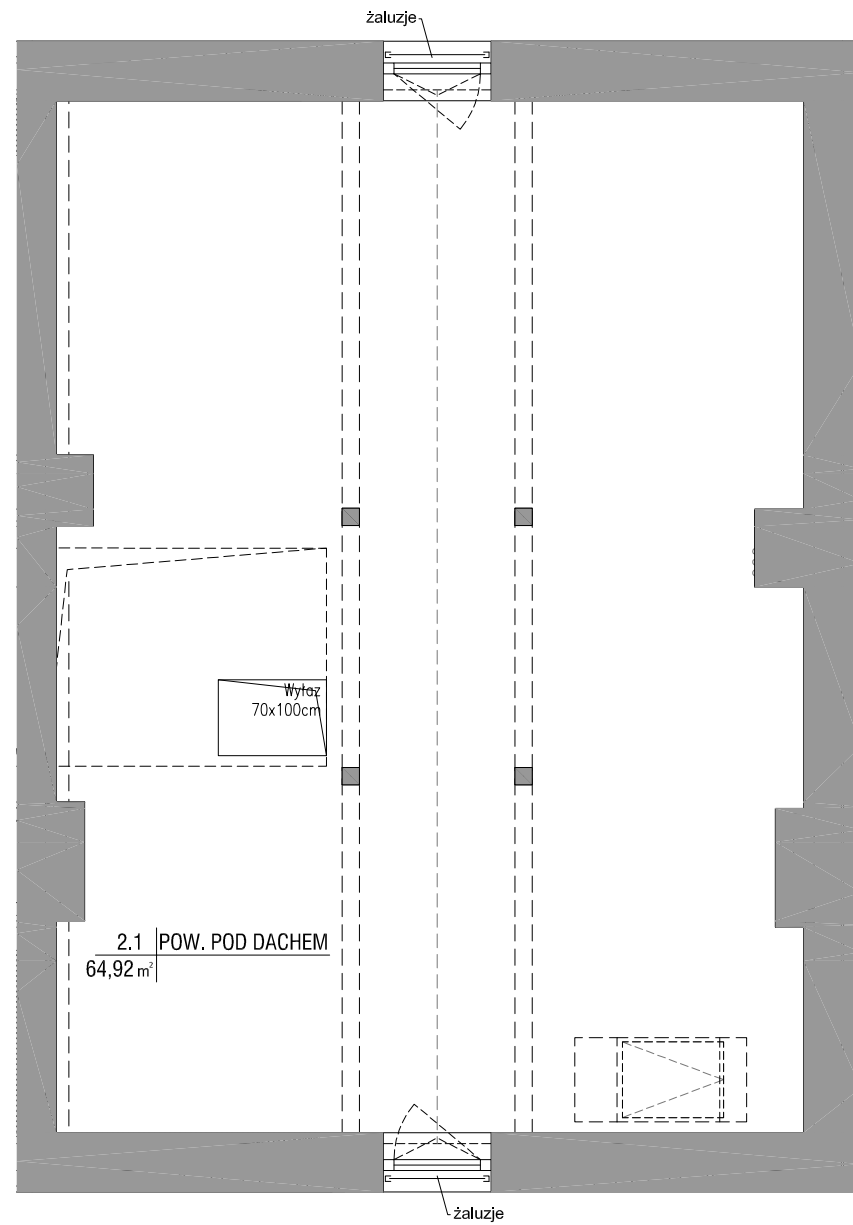 żaluzje
Wyłaz
70x100cm
2.1 POW. POD DACHEM
64,92 m²
żaluzje